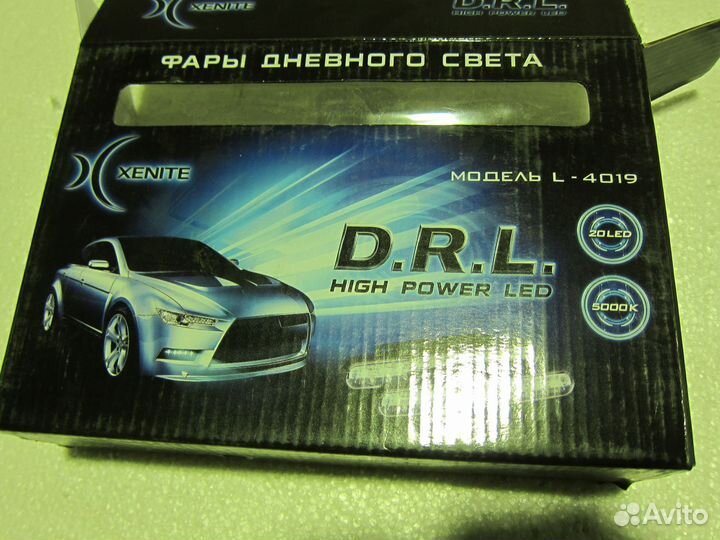 XENITE
D.R.L.
HIGH POWER LED
ФАРЫ ДНЕВНОГО СВЕТА
XENITE
МОДЕЛЬ L - 4019
D.R.L.
HIGH POWER LED
20LED
5000K
Avito